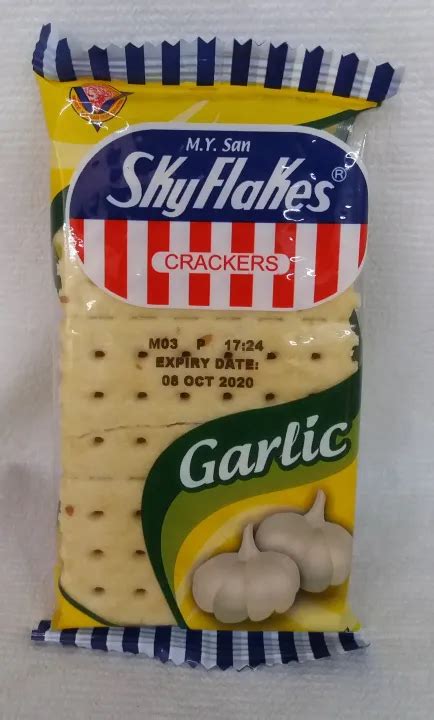 M.Y. San
SkyFlakes®
CRACKERS
M03 P 17:24
EXPIRY DATE:
08 OCT 2020
Garlic